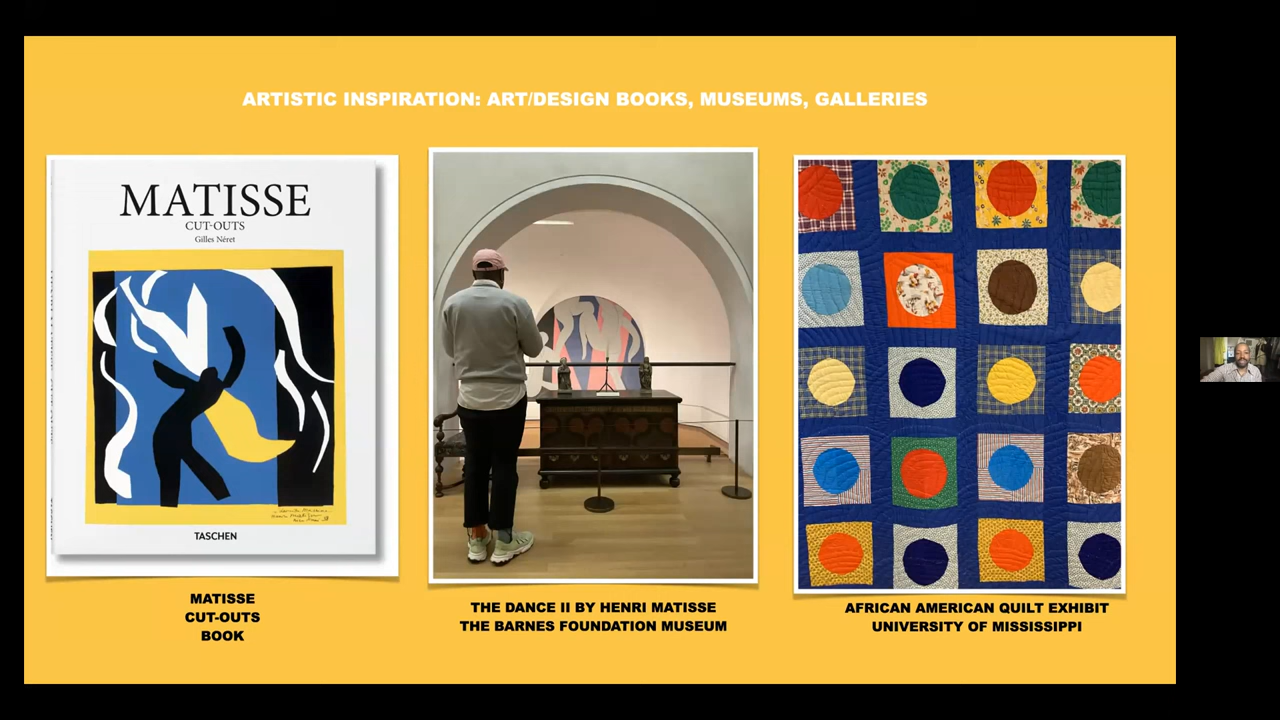 ARTISTIC INSPIRATION: ART/DESIGN BOOKS, MUSEUMS, GALLERIES
MATISSE
CUT-OUTS
Gilles Néret
TASCHEN
MATISSE
CUT-OUTS
BOOK
THE DANCE II BY HENRI MATISSE
THE BARNES FOUNDATION MUSEUM
AFRICAN AMERICAN QUILT EXHIBIT
UNIVERSITY OF MISSISSIPPI